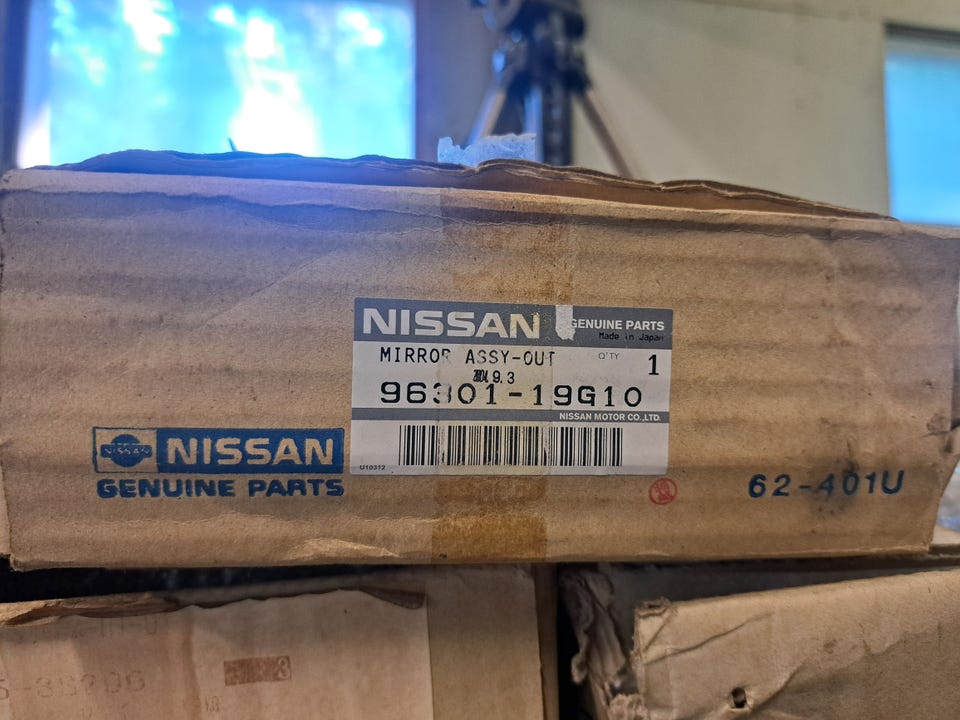 NISSAN GENUINE PARTS
Made in Japan
MIRROR ASSY-OUT Q'TY 1
96301-19G10
NISSAN MOTOR CO.,LTD.
U10312
NISSAN NISSAN
GENUINE PARTS
62-401U